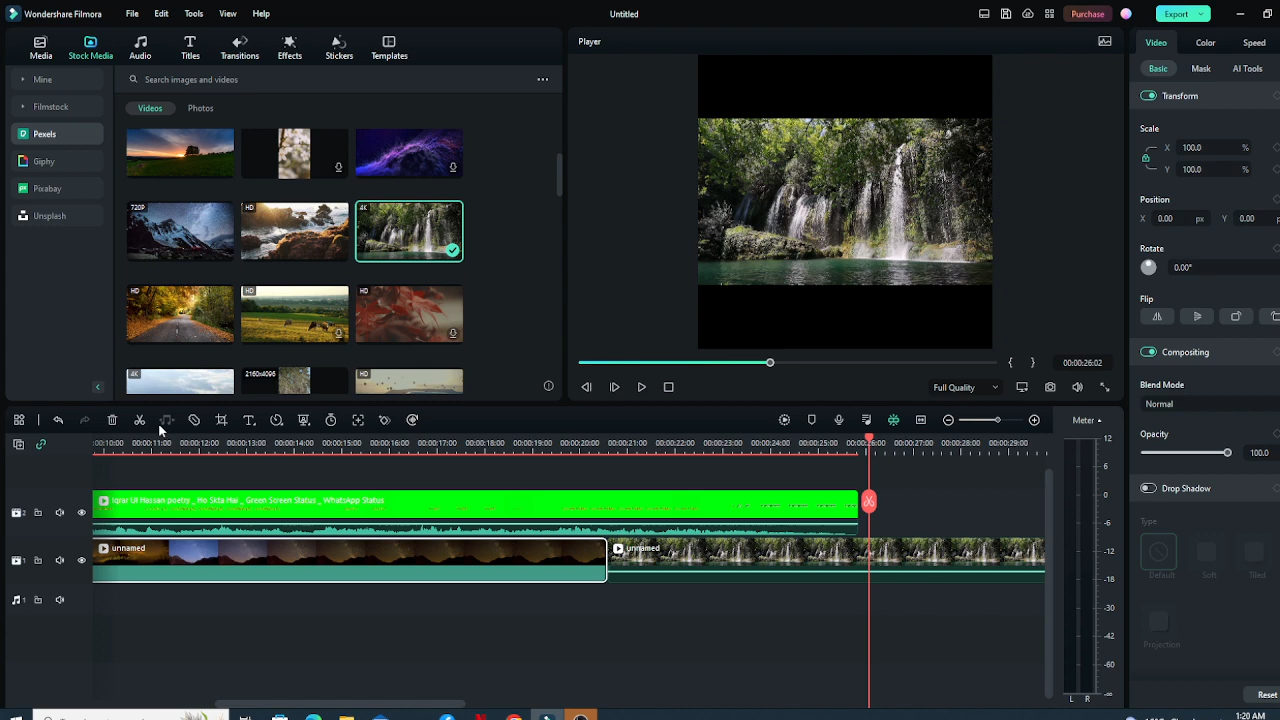 Wondershare Filmora File Edit Tools View Help Untitled Purchase Export
Media Stock Media Audio Titles Transitions Effects Stickers Templates
Player
Video Color Speed
Basic Mask AI Tools
Mine
Filmstock
Pexels
Giphy
Pixabay
Unsplash
Search images and videos
Videos Photos
720P HD 4K
HD HD HD
4K 2160x4096 HD
00:00:26:02
Full Quality
Transform
Scale
X 100.0 %
Y 100.0 %
Position
X 0.00 px Y 0.00 p
Rotate
0.00°
Flip
Compositing
Blend Mode
Normal
Opacity
100.0
Drop Shadow
Type
Default Soft Tiled
Projection
Reset
Meter
00:00:10:00 00:00:11:00 00:00:12:00 00:00:13:00 00:00:14:00 00:00:15:00 00:00:16:00 00:00:17:00 00:00:18:00 00:00:19:00 00:00:20:00 00:00:21:00 00:00:22:00 00:00:23:00 00:00:24:00 00:00:25:00 00:00:26:00 00:00:27:00 00:00:28:00 00:00:29:00
Iqrar Ul Hassan poetry _ Ho Skta Hai _ Green Screen Status _ WhatsApp Status
2
unnamed unnamed
1
1
12
6
0
-6
-12
-18
-30
-42
-60
-∞
L R
1:20 AM